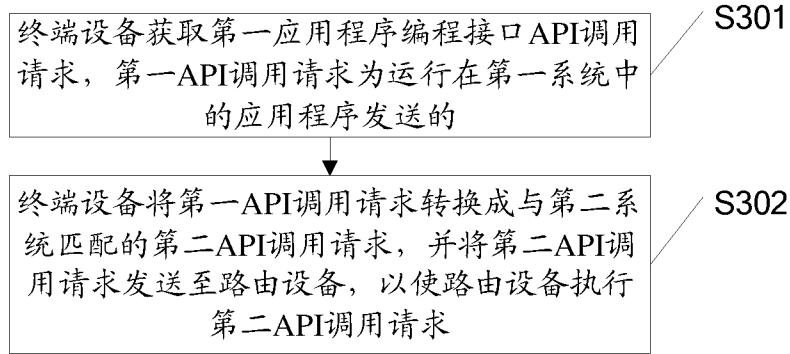 终端设备获取第一应用程序编程接口API调用
请求，第一API调用请求为运行在第一系统中
的应用程序发送的
S301
终端设备将第一API调用请求转换成与第二系
统匹配的第二API调用请求，并将第二API调
用请求发送至路由设备，以使路由设备执行
第二API调用请求
S302